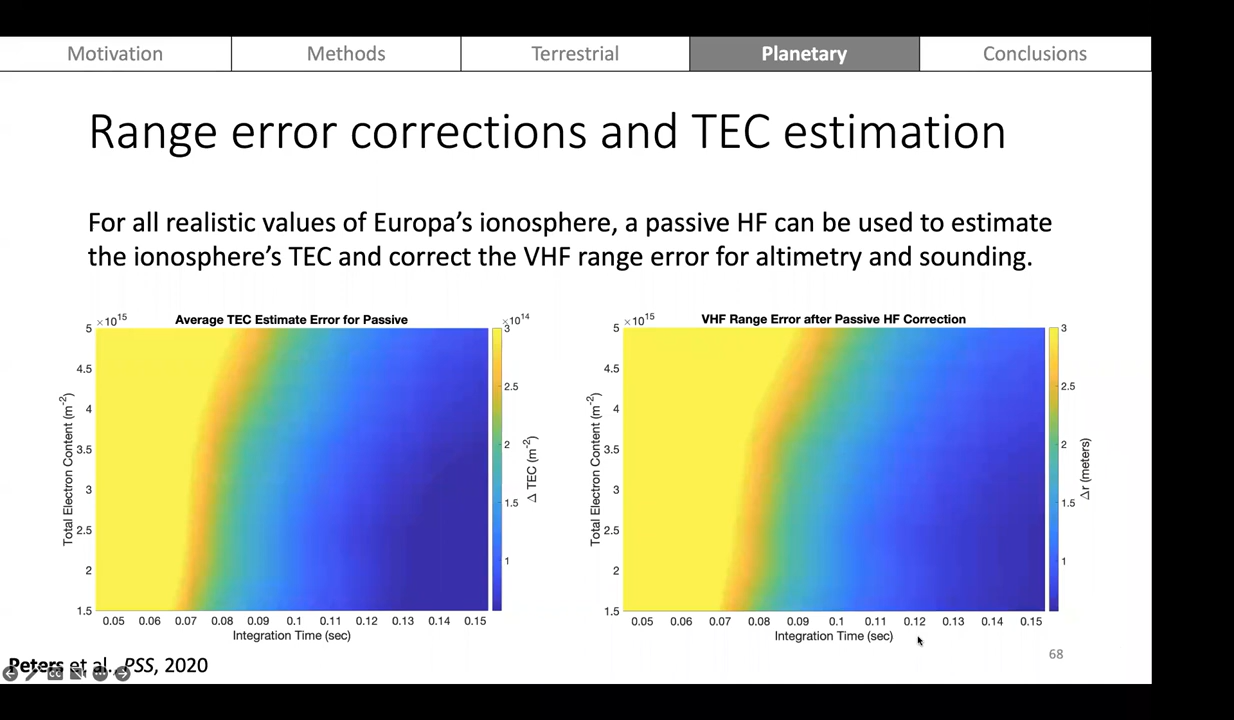 Motivation
Methods
Terrestrial
Planetary
Conclusions
Range error corrections and TEC estimation
For all realistic values of Europa's ionosphere, a passive HF can be used to estimate
the ionosphere's TEC and correct the VHF range error for altimetry and sounding.
Average TEC Estimate Error for Passive
×10^15
×10^14
Total Electron Content (m^-2)
5
4.5
4
3.5
3
2.5
2
1.5
0.05 0.06 0.07 0.08 0.09 0.1 0.11 0.12 0.13 0.14 0.15
Integration Time (sec)
3
2.5
2
1.5
1
Δ TEC (m^-2)
VHF Range Error after Passive HF Correction
×10^15
Total Electron Content (m^-2)
5
4.5
4
3.5
3
2.5
2
1.5
0.05 0.06 0.07 0.08 0.09 0.1 0.11 0.12 0.13 0.14 0.15
Integration Time (sec)
3
2.5
2
1.5
1
Δr (meters)
Peters et al., PSS, 2020
CC
68